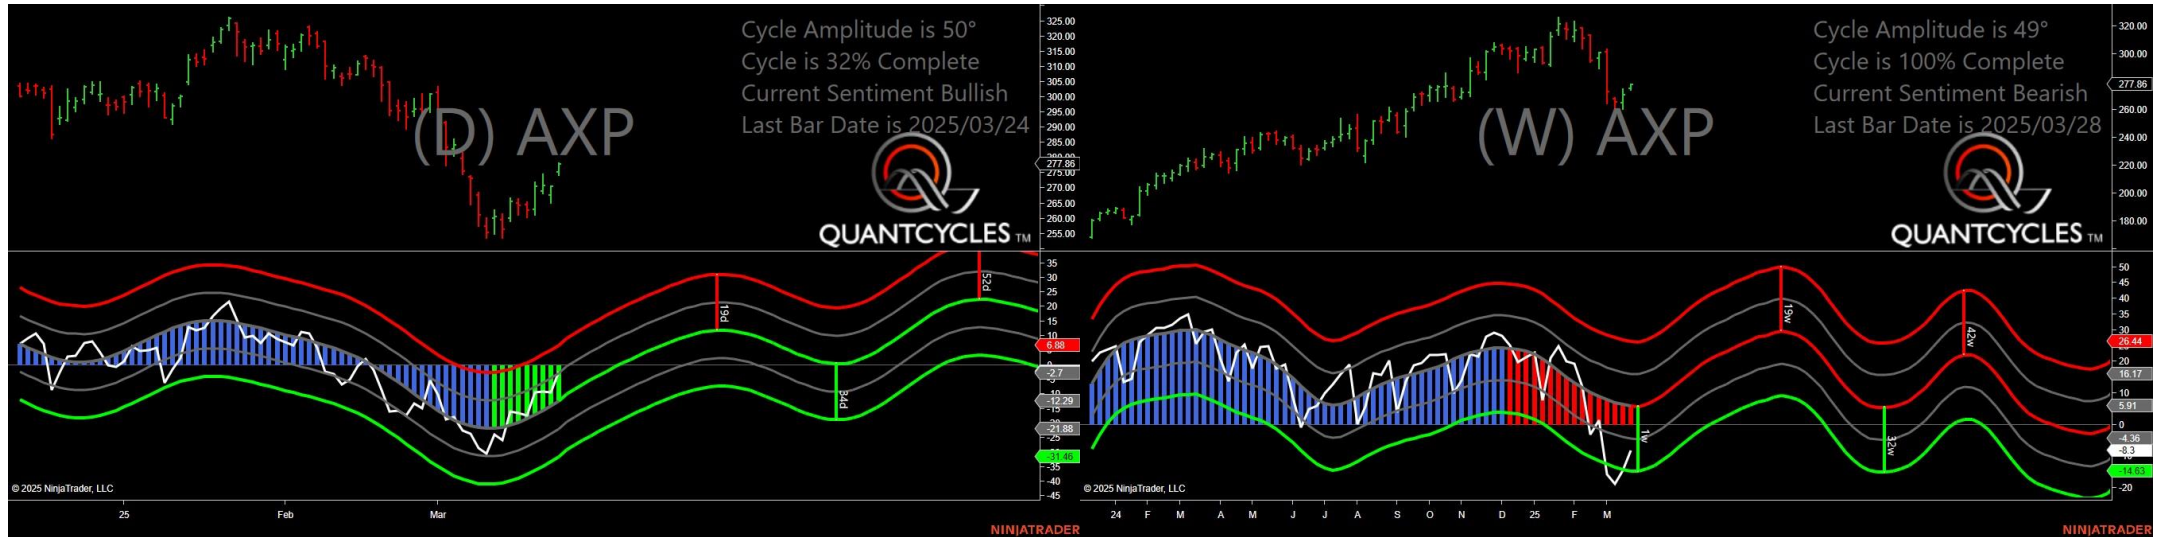 Cycle Amplitude is 50°
Cycle is 32% Complete
Current Sentiment Bullish
Last Bar Date is 2025/03/24
(D) AXP
QUANTCYCLES TM
325.00
320.00
315.00
310.00
305.00
300.00
295.00
290.00
285.00
280.00
277.86
275.00
270.00
265.00
260.00
255.00
35
30
25
20
15
10
6.88
-2.7
-12.29
-15
-21.88
-25
-31.46
-35
-40
-45
19d
34d
52d
© 2025 NinjaTrader, LLC
25
Feb
Mar
NINJATRADER
Cycle Amplitude is 49°
Cycle is 100% Complete
Current Sentiment Bearish
Last Bar Date is 2025/03/28
(W) AXP
QUANTCYCLES TM
320.00
300.00
277.86
260.00
240.00
220.00
200.00
180.00
50
45
40
35
30
26.44
20
16.17
10
5.91
0
-4.36
-8.3
-14.63
-20
1w
19w
32w
42w
© 2025 NinjaTrader, LLC
24 F M A M J J A S O N D 25 F M
NINJATRADER